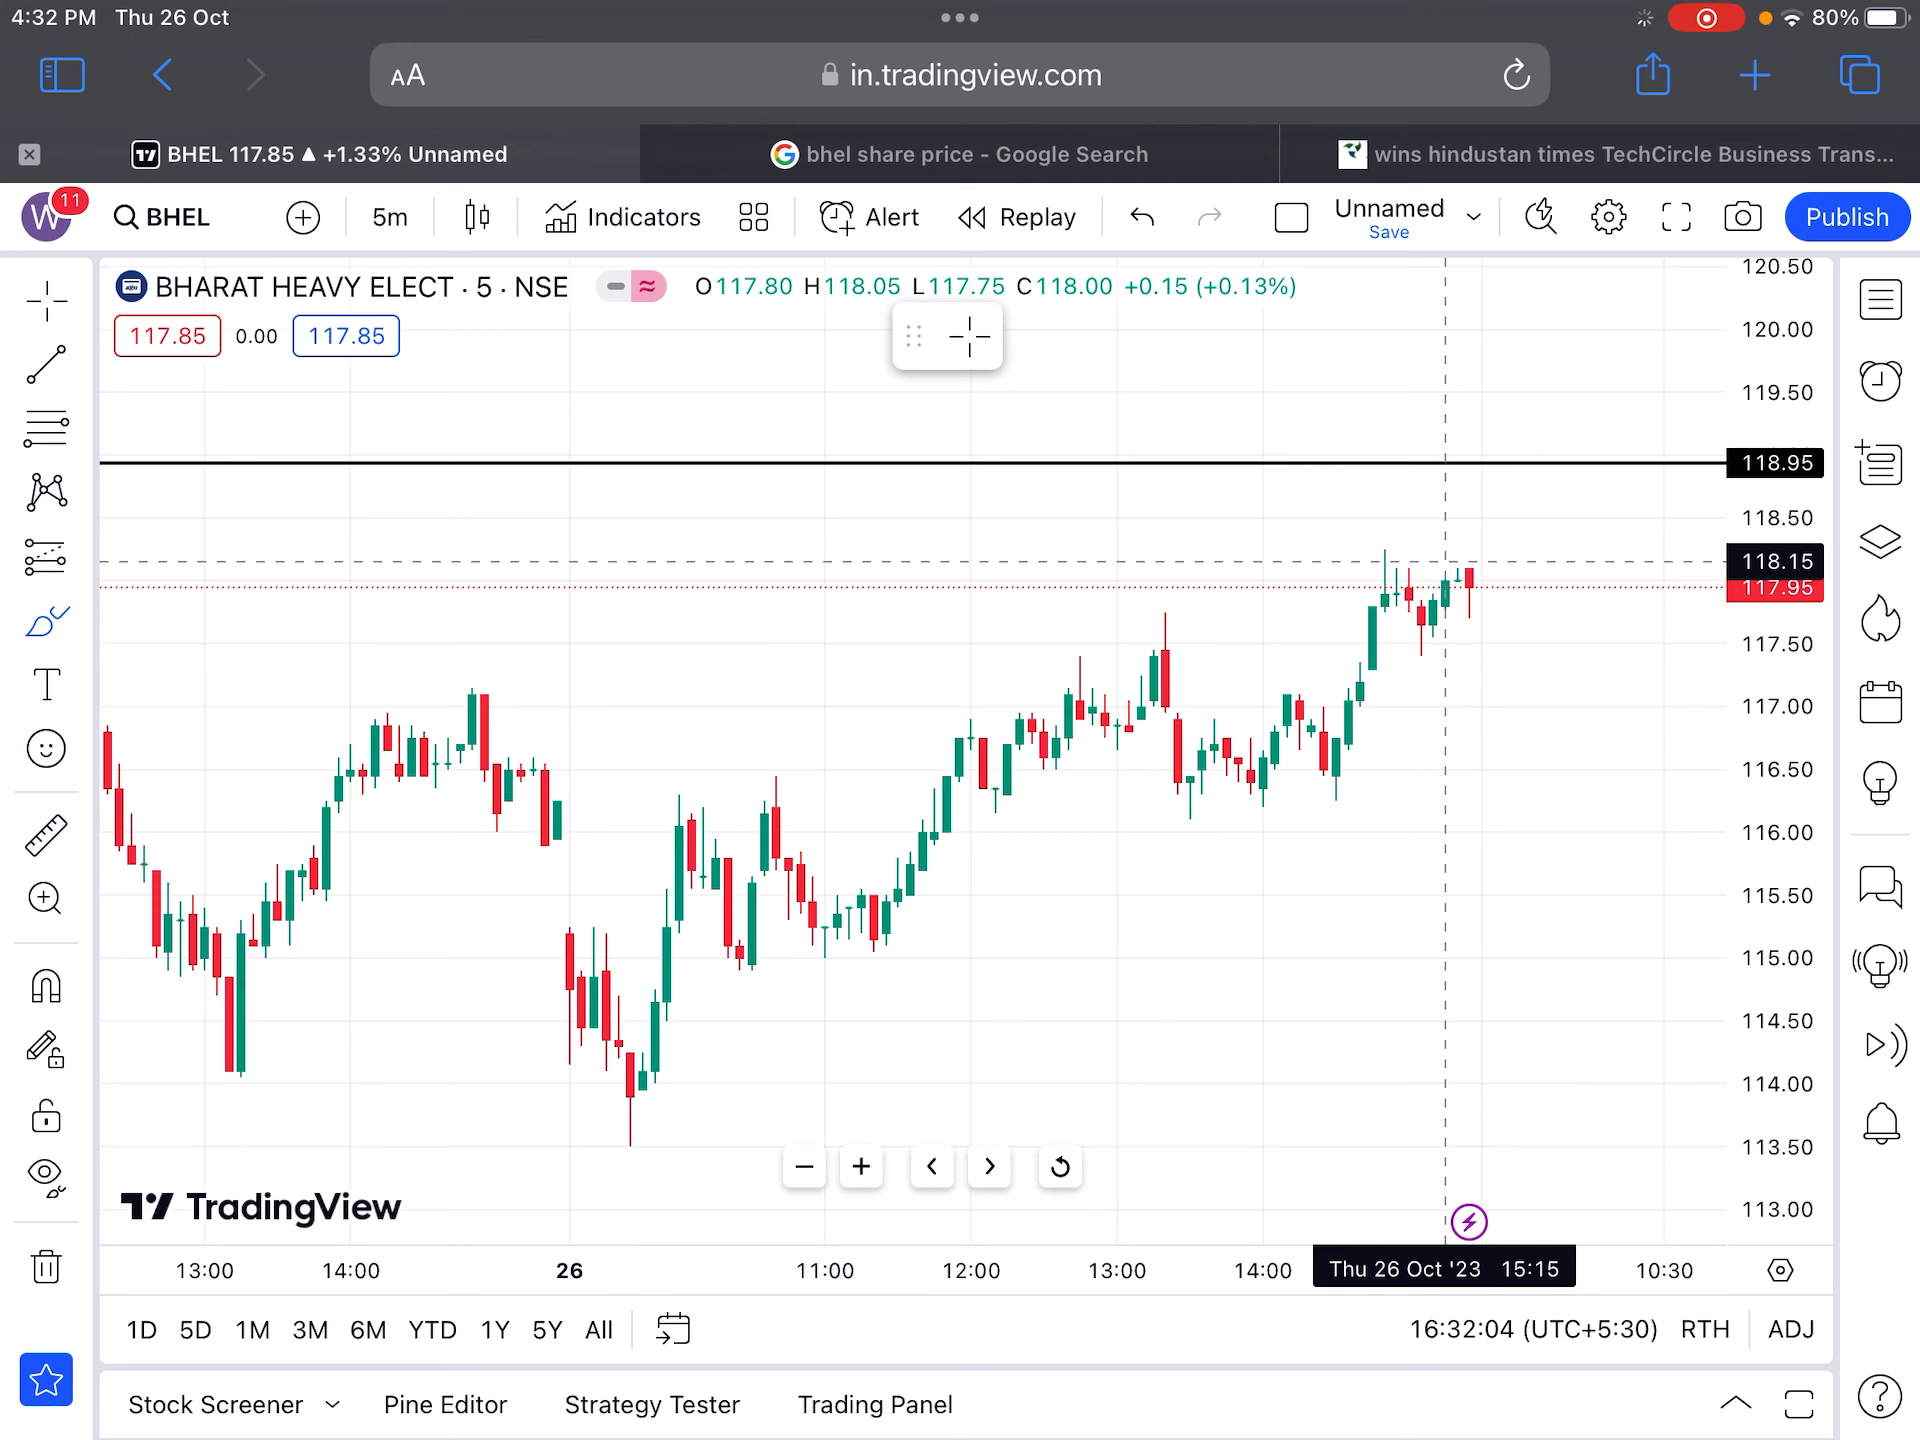 4:32 PM Thu 26 Oct
80%
AA
in.tradingview.com
BHEL 117.85 ▲ +1.33% Unnamed
bhel share price - Google Search
wins hindustan times TechCircle Business Trans...
W
11
BHEL
5m
Indicators
Alert
Replay
Unnamed
Save
Publish
BHARAT HEAVY ELECT · 5 · NSE
O117.80 H118.05 L117.75 C118.00 +0.15 (+0.13%)
117.85
0.00
117.85
120.50
120.00
119.50
118.95
118.50
118.15
117.95
117.50
117.00
116.50
116.00
115.50
115.00
114.50
114.00
113.50
113.00
TradingView
13:00
14:00
26
11:00
12:00
13:00
14:00
Thu 26 Oct '23 15:15
10:30
1D
5D
1M
3M
6M
YTD
1Y
5Y
All
16:32:04 (UTC+5:30)
RTH
ADJ
Stock Screener
Pine Editor
Strategy Tester
Trading Panel